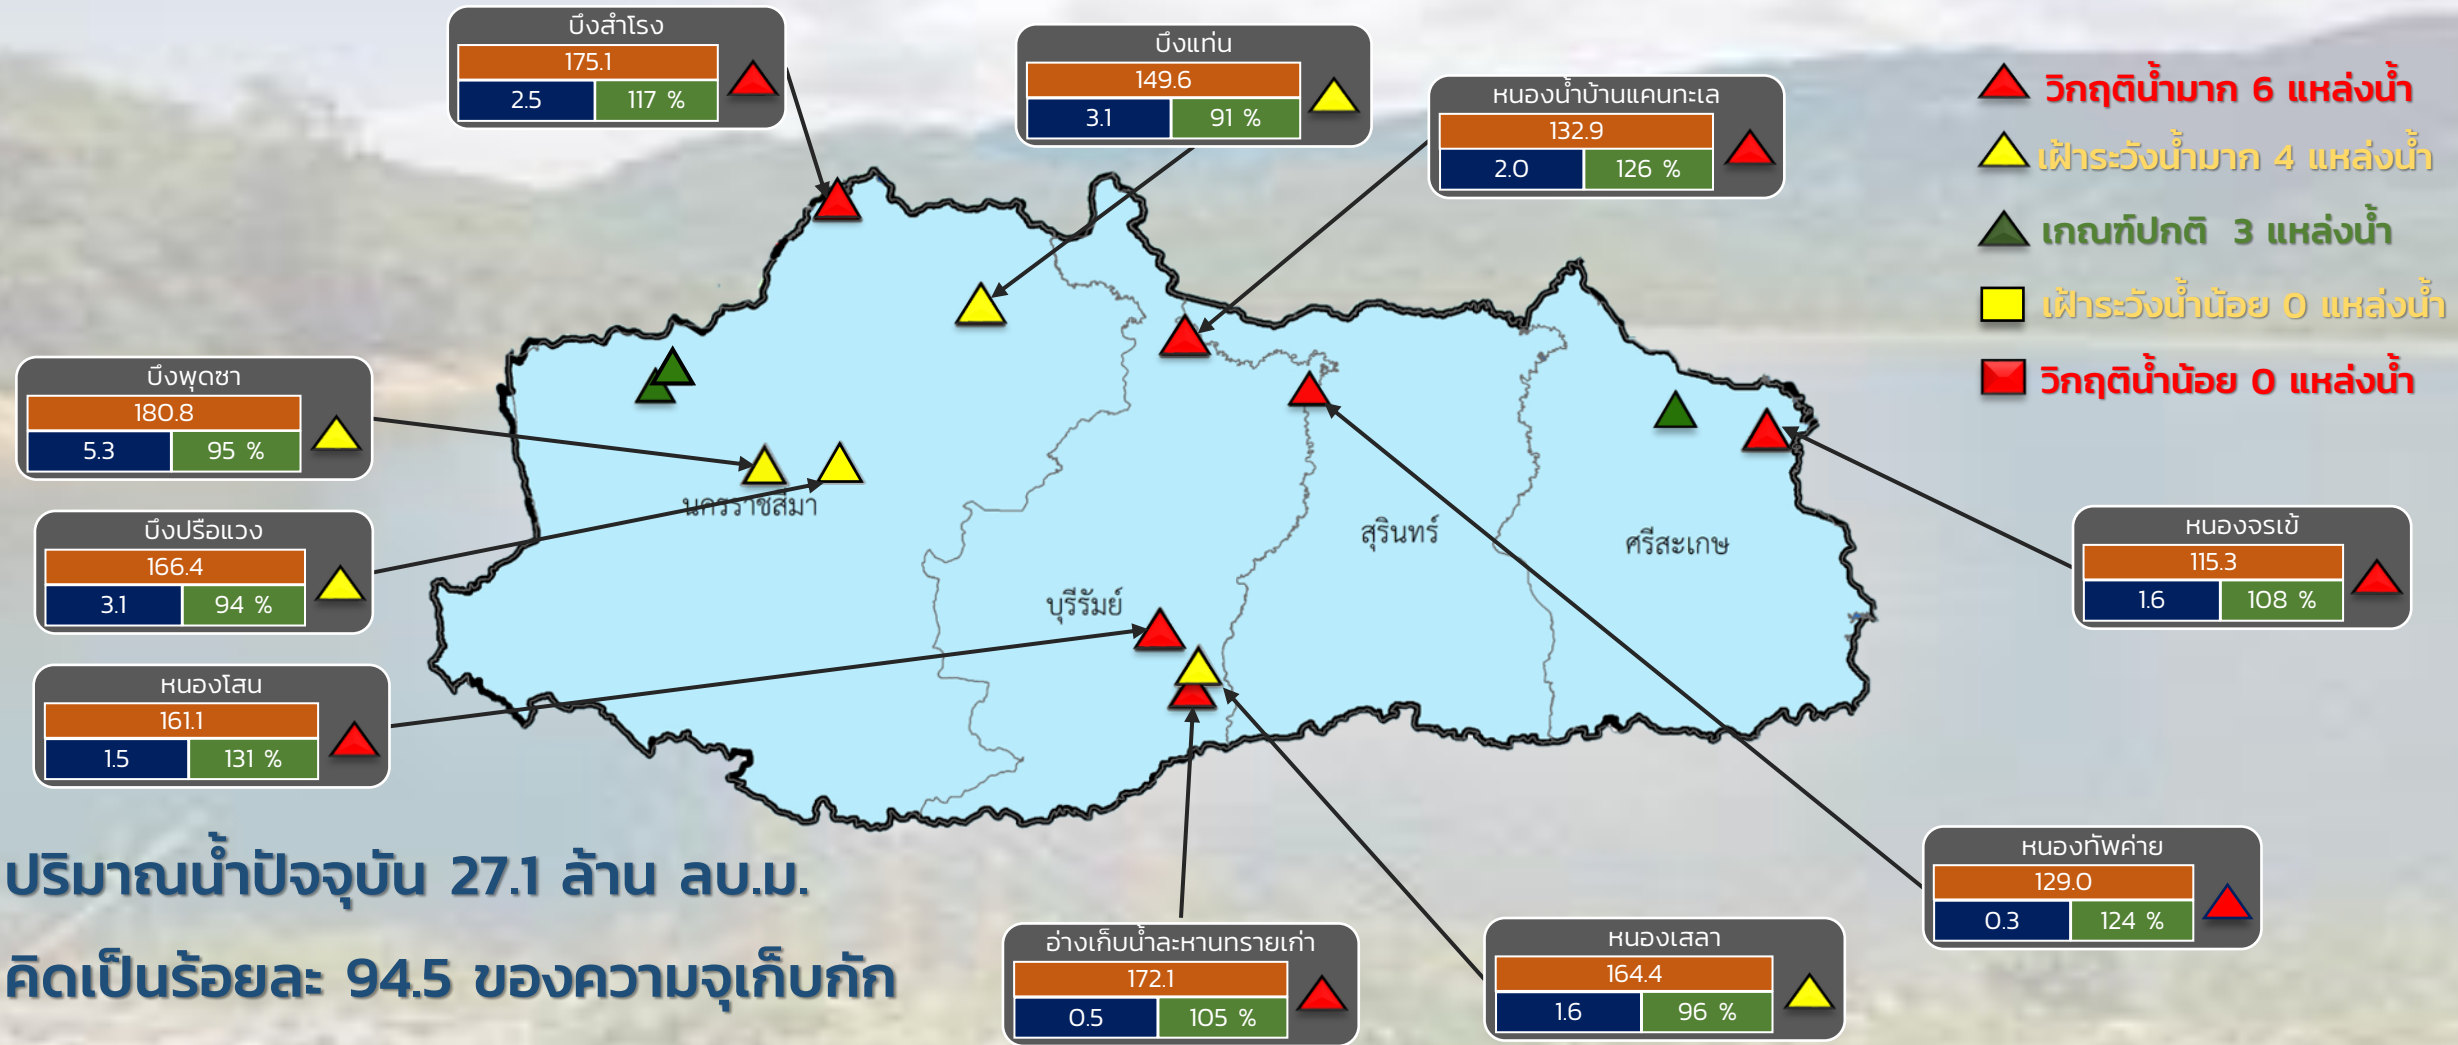 บึงสำโรง
175.1
2.5 117 %
บึงแท่น
149.6
3.1 91 %
หนองน้ำบ้านแคนทะเล
132.9
2.0 126 %
วิกฤติน้ำมาก 6 แหล่งน้ำ
เฝ้าระวังน้ำมาก 4 แหล่งน้ำ
เกณฑ์ปกติ 3 แหล่งน้ำ
เฝ้าระวังน้ำน้อย 0 แหล่งน้ำ
วิกฤติน้ำน้อย 0 แหล่งน้ำ
บึงพุดซา
180.8
5.3 95 %
บึงปรือแวง
166.4
3.1 94 %
หนองโสน
161.1
1.5 131 %
นครราชสีมา
บุรีรัมย์
สุรินทร์
ศรีสะเกษ
หนองจรเข้
115.3
1.6 108 %
หนองทัพค่าย
129.0
0.3 124 %
อ่างเก็บน้ำละหานทรายเก่า
172.1
0.5 105 %
หนองเสลา
164.4
1.6 96 %
ปริมาณน้ำปัจจุบัน 27.1 ล้าน ลบ.ม.
คิดเป็นร้อยละ 94.5 ของความจุเก็บกัก